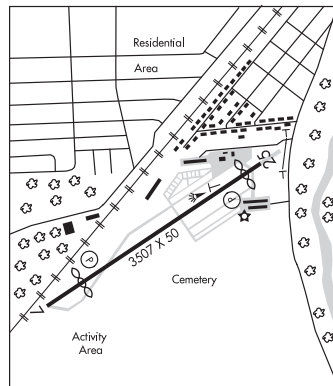 Residential
Area
25
P
3507 X 50
P
Cemetery
7
Activity
Area